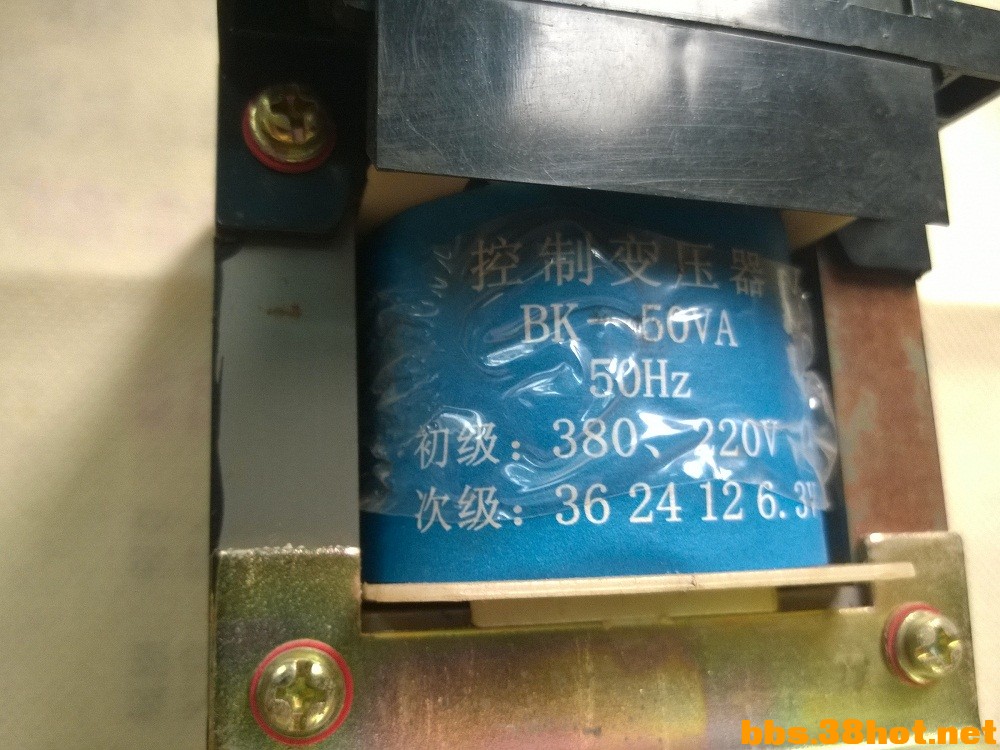 控制变压器
BK-50VA
50Hz
初级：380、220V
次级：36 24 12 6.3V
bbs.38hot.net